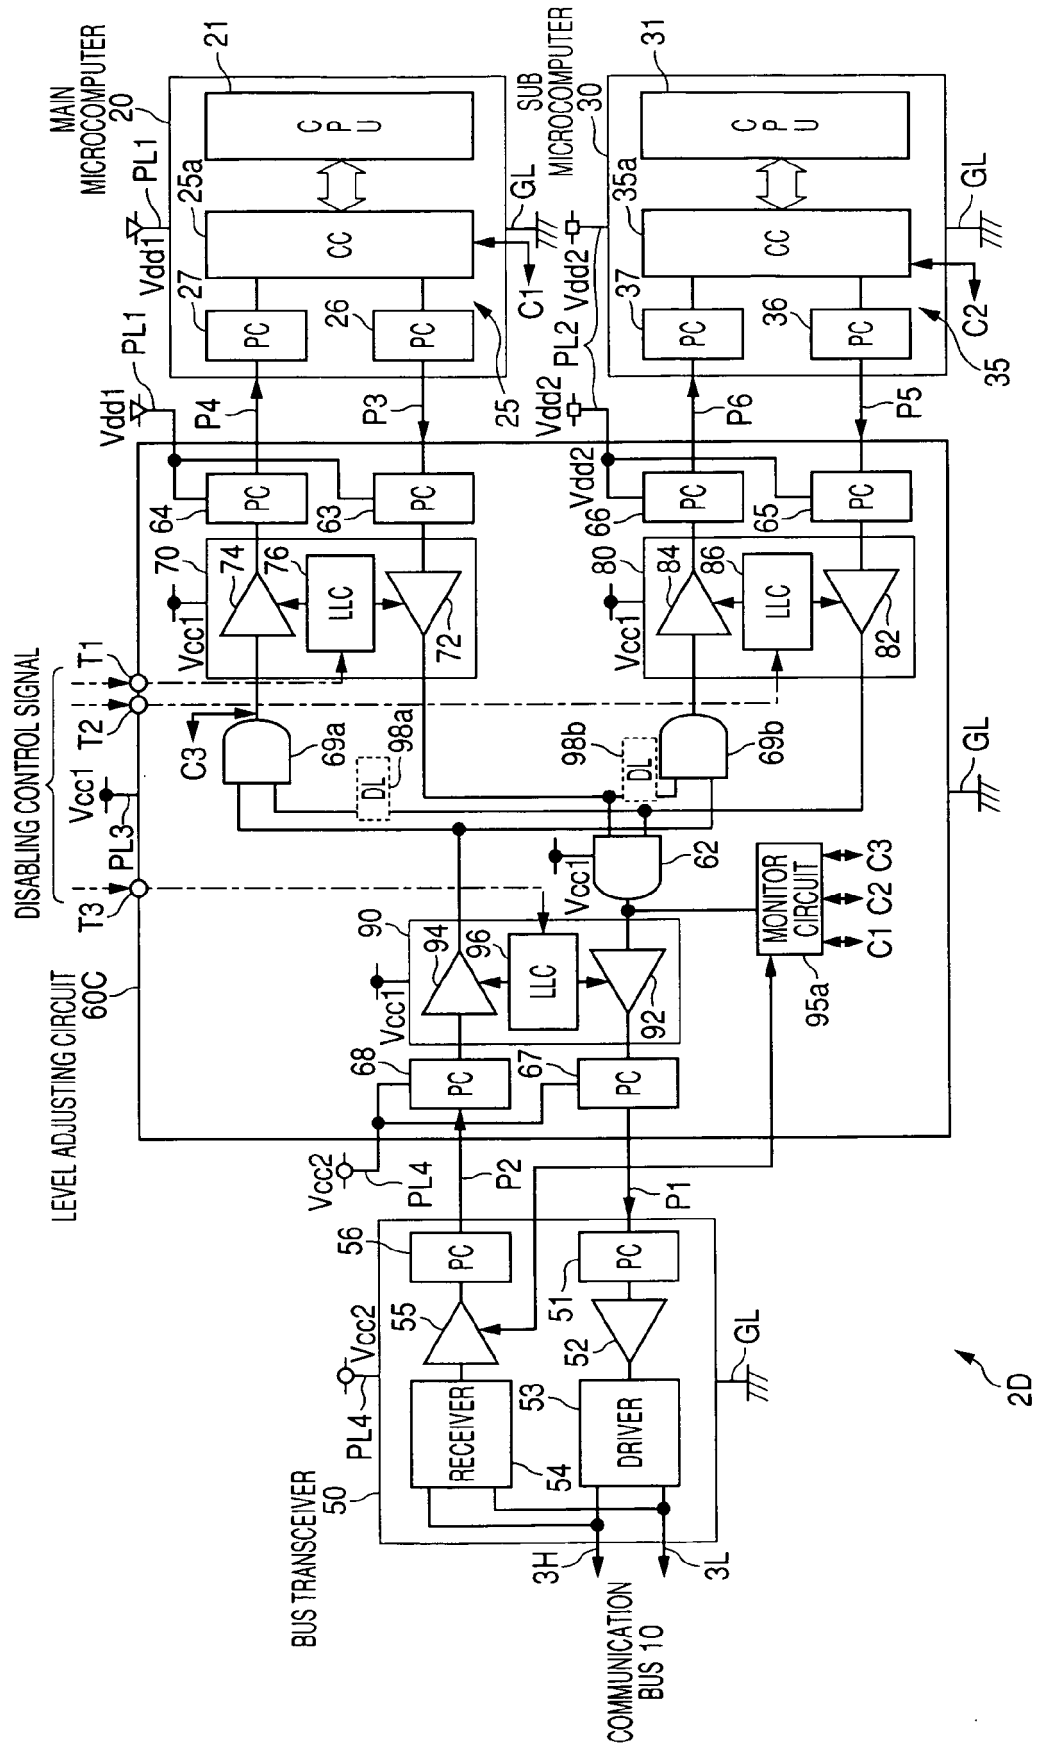 BUS TRANSCEIVER
50
LEVEL ADJUSTING CIRCUIT
60C
DISABLING CONTROL SIGNAL
MAIN
MICROCOMPUTER
20
SUB
MICROCOMPUTER
30
T3
Vcc1
PL3
T2
T1
Vdd1
PL1
Vdd1
PL1
21
CPU
25a
CC
27
PC
26
PC
25
C1
GL
P4
P3
64
PC
63
PC
70
Vcc1
74
76
LLC
72
C3
69a
DL
98a
98b
DL
69b
62
Vcc1
Vdd2
PL2
Vdd2
Vdd2
31
CPU
35a
CC
37
PC
36
PC
35
C2
GL
P6
P5
66
PC
65
PC
80
Vcc1
84
86
LLC
82
GL
MONITOR
CIRCUIT
95a
C1
C2
C3
90
Vcc1
94
96
LLC
92
68
PC
67
PC
Vcc2
PL4
P2
P1
PL4
Vcc2
56
PC
55
51
PC
52
RECEIVER
54
53
DRIVER
GL
3H
3L
COMMUNICATION
BUS 10
2D